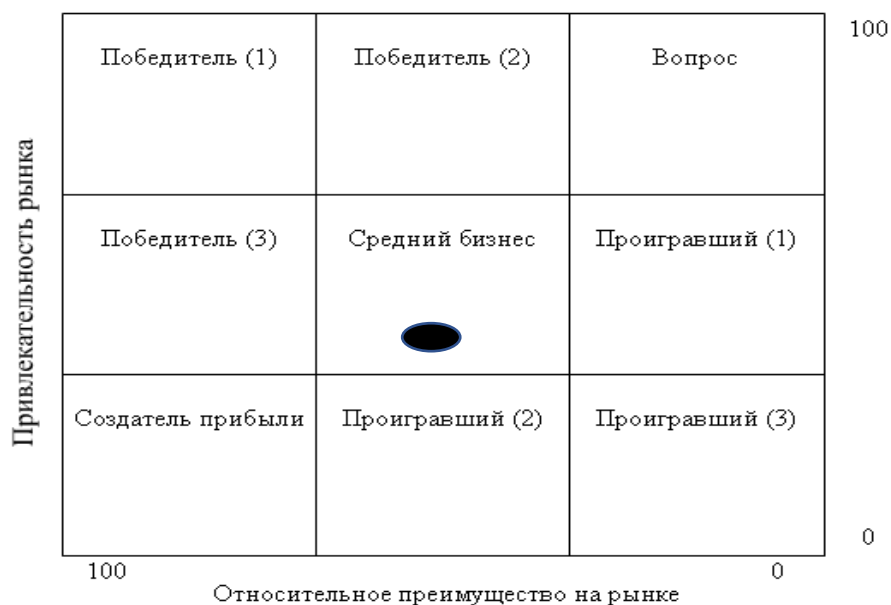 Победитель (1)
Победитель (2)
Вопрос
100
Привлекательность рынка
Победитель (3)
Средний бизнес
Проигравший (1)
Создатель прибыли
Проигравший (2)
Проигравший (3)
0
100
0
Относительное преимущество на рынке